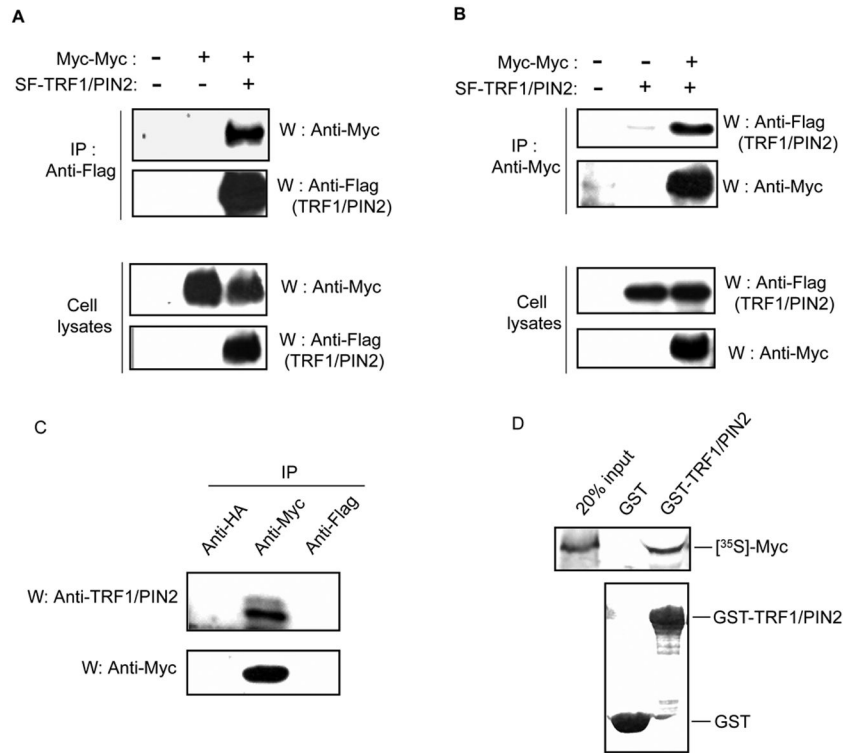 A
Myc-Myc : - + +
SF-TRF1/PIN2: - - +
IP :
Anti-Flag
W : Anti-Myc
W : Anti-Flag
(TRF1/PIN2)
Cell
lysates
W : Anti-Myc
W : Anti-Flag
(TRF1/PIN2)
B
Myc-Myc : - - +
SF-TRF1/PIN2: - + +
IP :
Anti-Myc
W : Anti-Flag
(TRF1/PIN2)
W : Anti-Myc
Cell
lysates
W : Anti-Flag
(TRF1/PIN2)
W : Anti-Myc
C
IP
Anti-HA
Anti-Myc
Anti-Flag
W: Anti-TRF1/PIN2
W: Anti-Myc
D
20% input
GST
GST-TRF1/PIN2
[³⁵S]-Myc
GST-TRF1/PIN2
GST